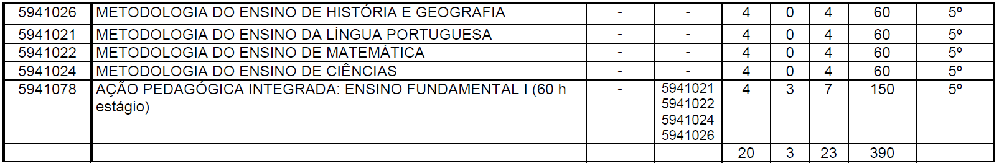 5941026 METODOLOGIA DO ENSINO DE HISTÓRIA E GEOGRAFIA - - 4 0 4 60 5º
5941021 METODOLOGIA DO ENSINO DA LÍNGUA PORTUGUESA - - 4 0 4 60 5º
5941022 METODOLOGIA DO ENSINO DE MATEMÁTICA - - 4 0 4 60 5º
5941024 METODOLOGIA DO ENSINO DE CIÊNCIAS - - 4 0 4 60 5º
5941078 AÇÃO PEDAGÓGICA INTEGRADA: ENSINO FUNDAMENTAL I (60 h - 5941021 4 3 7 150 5º
estágio) 5941022
5941024
5941026
20 3 23 390